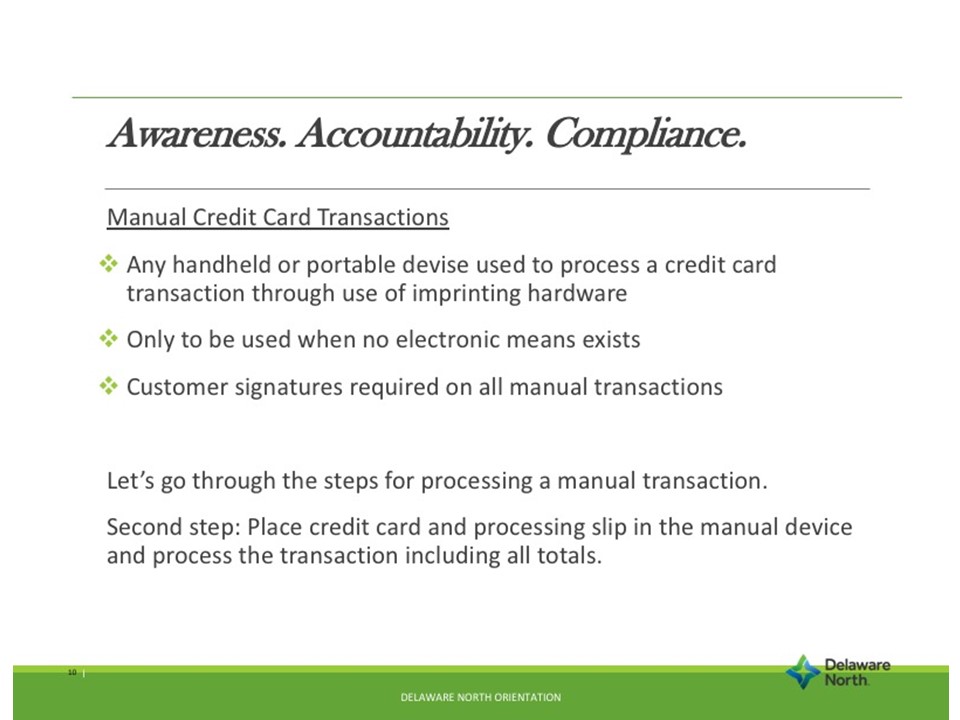 Awareness. Accountability. Compliance.
Manual Credit Card Transactions
Any handheld or portable devise used to process a credit card
transaction through use of imprinting hardware
Only to be used when no electronic means exists
Customer signatures required on all manual transactions
Let’s go through the steps for processing a manual transaction.
Second step: Place credit card and processing slip in the manual device
and process the transaction including all totals.
10 |
Delaware
North.
DELAWARE NORTH ORIENTATION